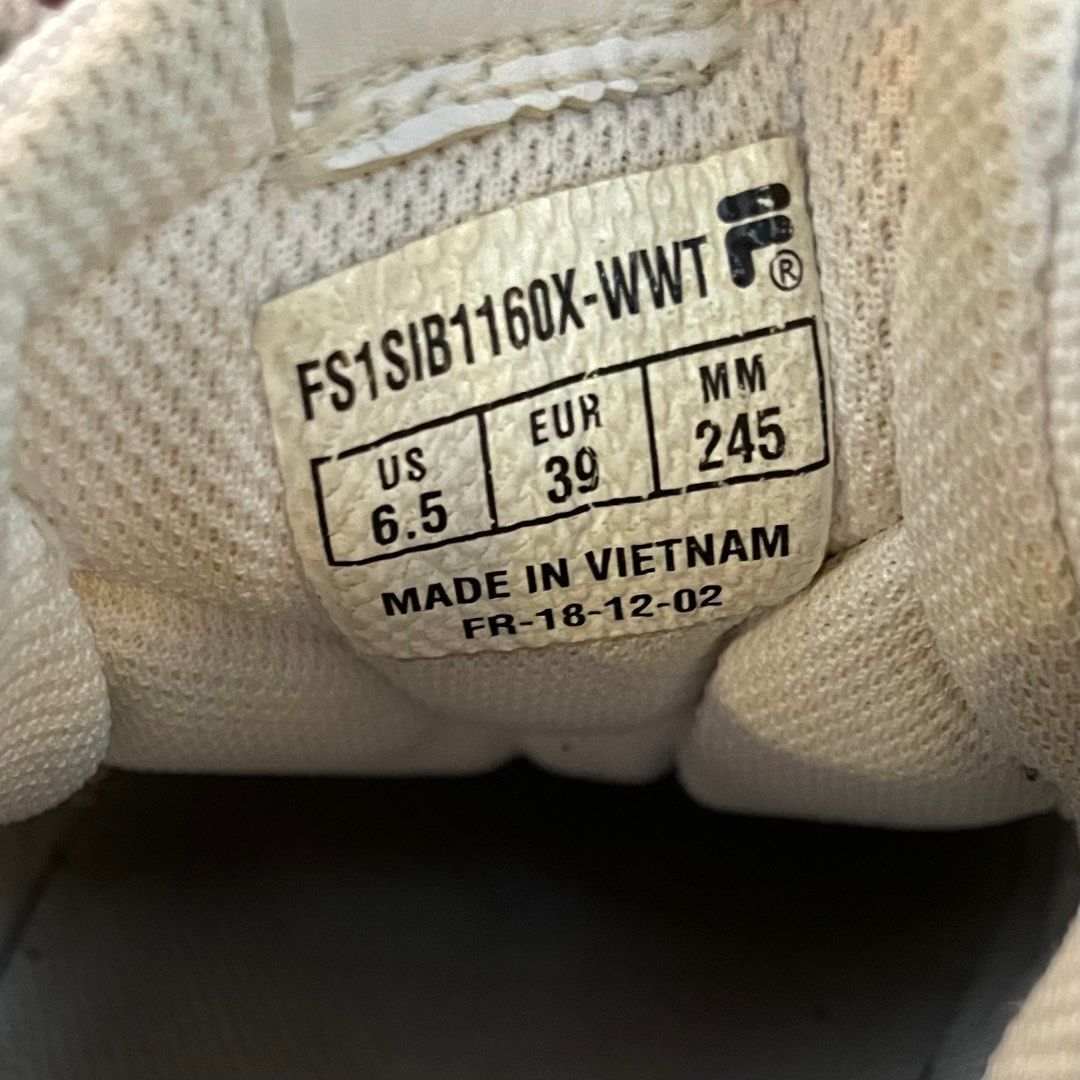 FS1SIB1160X-WWT F®
US EUR MM
6.5 39 245
MADE IN VIETNAM
FR-18-12-02